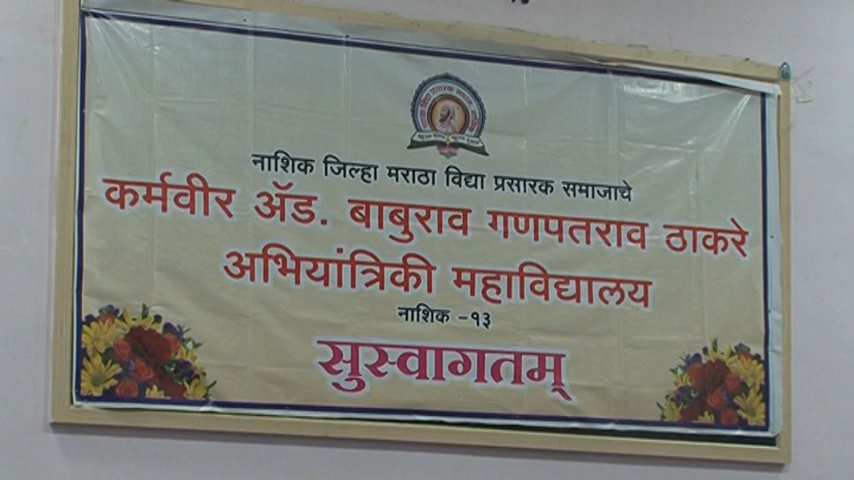 नाशिक जिल्हा मराठा विद्या प्रसारक समाजाचे
कर्मवीर ॲड. बाबुराव गणपतराव ठाकरे
अभियांत्रिकी महाविद्यालय
नाशिक -१३
सुस्वागतम्